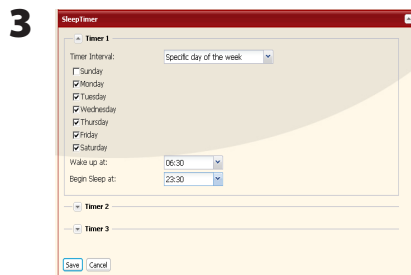 3
SleepTimer
Timer 1
Timer Interval: Specific day of the week
Sunday
Monday
Tuesday
Wednesday
Thursday
Friday
Saturday
Wake up at: 06:30
Begin Sleep at: 23:30
Timer 2
Timer 3
Save Cancel